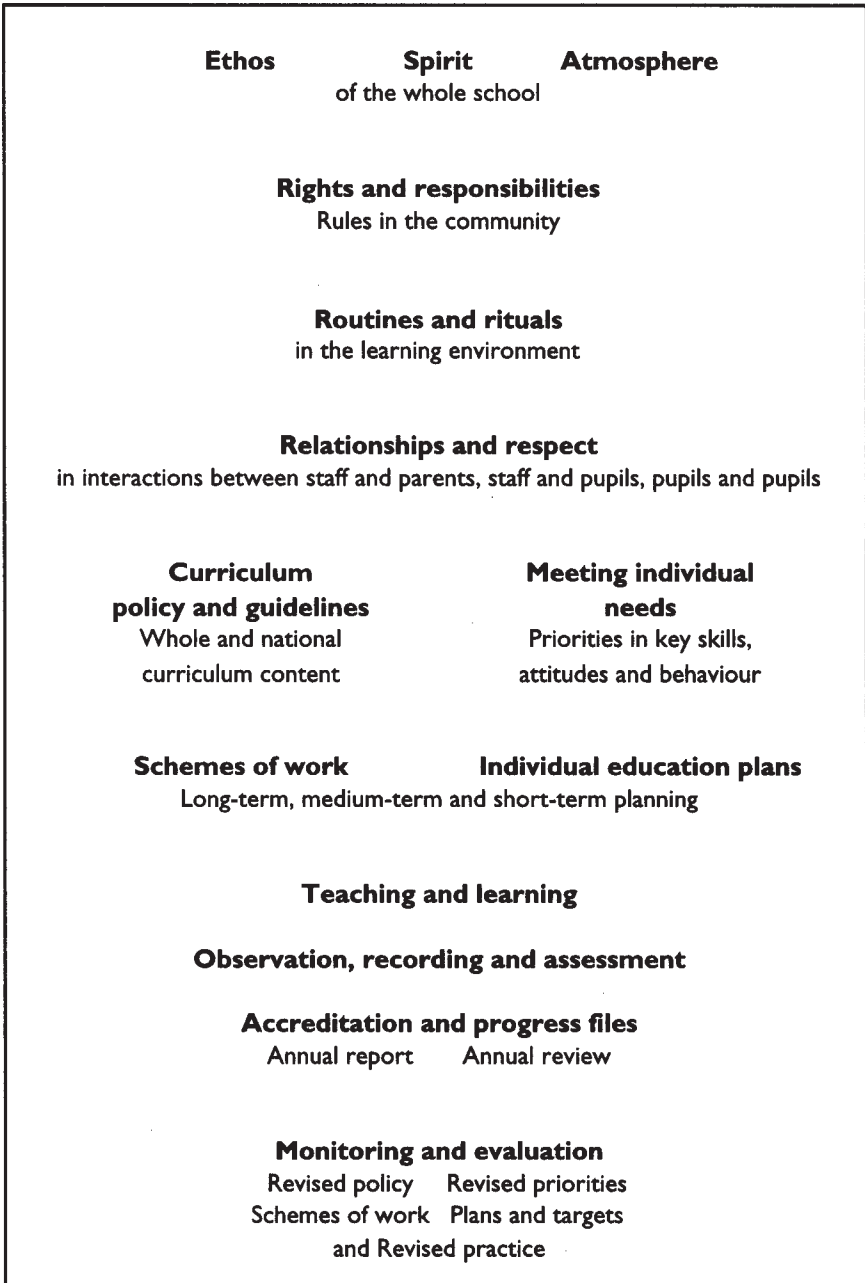 Ethos Spirit Atmosphere
of the whole school
Rights and responsibilities
Rules in the community
Routines and rituals
in the learning environment
Relationships and respect
in interactions between staff and parents, staff and pupils, pupils and pupils
Curriculum
policy and guidelines
Whole and national
curriculum content
Meeting individual
needs
Priorities in key skills,
attitudes and behaviour
Schemes of work Individual education plans
Long-term, medium-term and short-term planning
Teaching and learning
Observation, recording and assessment
Accreditation and progress files
Annual report Annual review
Monitoring and evaluation
Revised policy Revised priorities
Schemes of work Plans and targets
and Revised practice